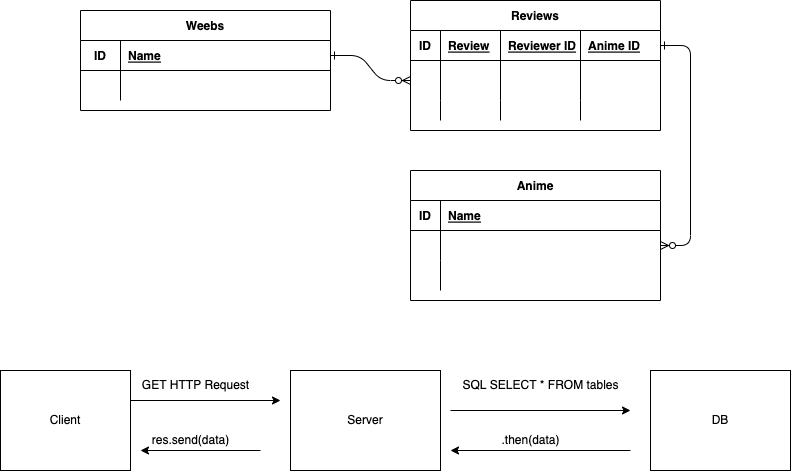 Weebs
ID Name
Reviews
ID Review Reviewer ID Anime ID
Anime
ID Name
Client
GET HTTP Request
res.send(data)
Server
SQL SELECT * FROM tables
.then(data)
DB